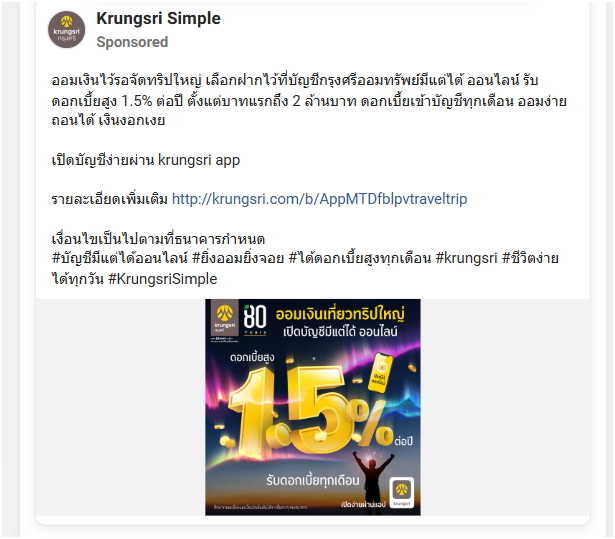 Krungsri Simple
Sponsored
ออมเงินไว้รอจัดทริปใหญ่ เลือกฝากไว้ที่บัญชีกรุงศรีออมทรัพย์มีแต่ได้ ออนไลน์ รับ
ดอกเบี้ยสูง 1.5% ต่อปี ตั้งแต่บาทแรกถึง 2 ล้านบาท ดอกเบี้ยเข้าบัญชีทุกเดือน ออมง่าย
ถอนได้ เงินงอกเงย
เปิดบัญชีง่ายผ่าน krungsri app
รายละเอียดเพิ่มเติม http://krungsri.com/b/AppMTDfblpvtraveltrip
เงื่อนไขเป็นไปตามที่ธนาคารกำหนด
#บัญชีมีแต่ได้ออนไลน์ #ยิ่งออมยิ่งจอย #ได้ดอกเบี้ยสูงทุกเดือน #krungsri #ชีวิตง่าย
ได้ทุกวัน #KrungsriSimple
krungsri
กรุงศรี
80
Years
ออมเงินเที่ยวทริปใหญ่
เปิดบัญชีมีแต่ได้ ออนไลน์
ดอกเบี้ยสูง
1.5%
ต่อปี
รับดอกเบี้ยทุกเดือน
เปิดง่ายผ่านแอป
krungsri